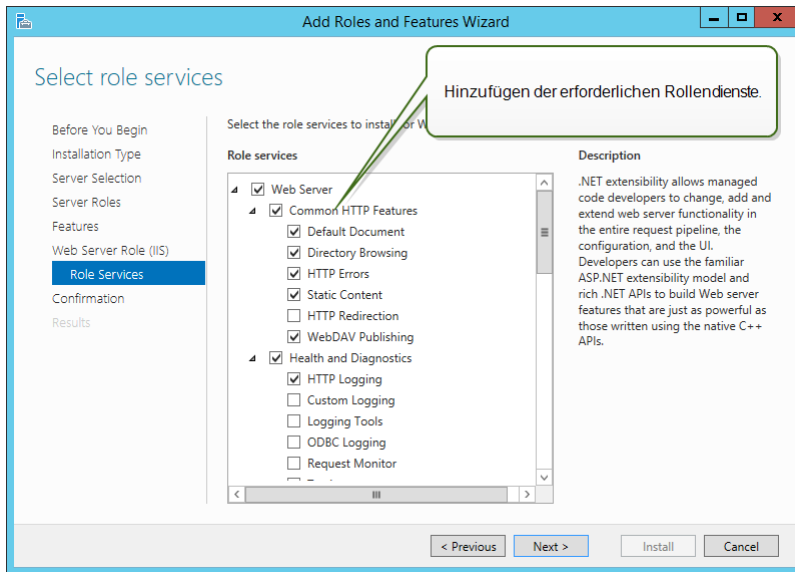 Add Roles and Features Wizard
Select role services
Hinzufügen der erforderlichen Rollendienste.
Before You Begin
Installation Type
Server Selection
Server Roles
Features
Web Server Role (IIS)
Role Services
Confirmation
Results
Select the role services to install for W
Role services
Web Server
Common HTTP Features
Default Document
Directory Browsing
HTTP Errors
Static Content
HTTP Redirection
WebDAV Publishing
Health and Diagnostics
HTTP Logging
Custom Logging
Logging Tools
ODBC Logging
Request Monitor
Description
.NET extensibility allows managed
code developers to change, add and
extend web server functionality in
the entire request pipeline, the
configuration, and the UI.
Developers can use the familiar
ASP.NET extensibility model and
rich .NET APIs to build Web server
features that are just as powerful as
those written using the native C++
APIs.
< Previous
Next >
Install
Cancel